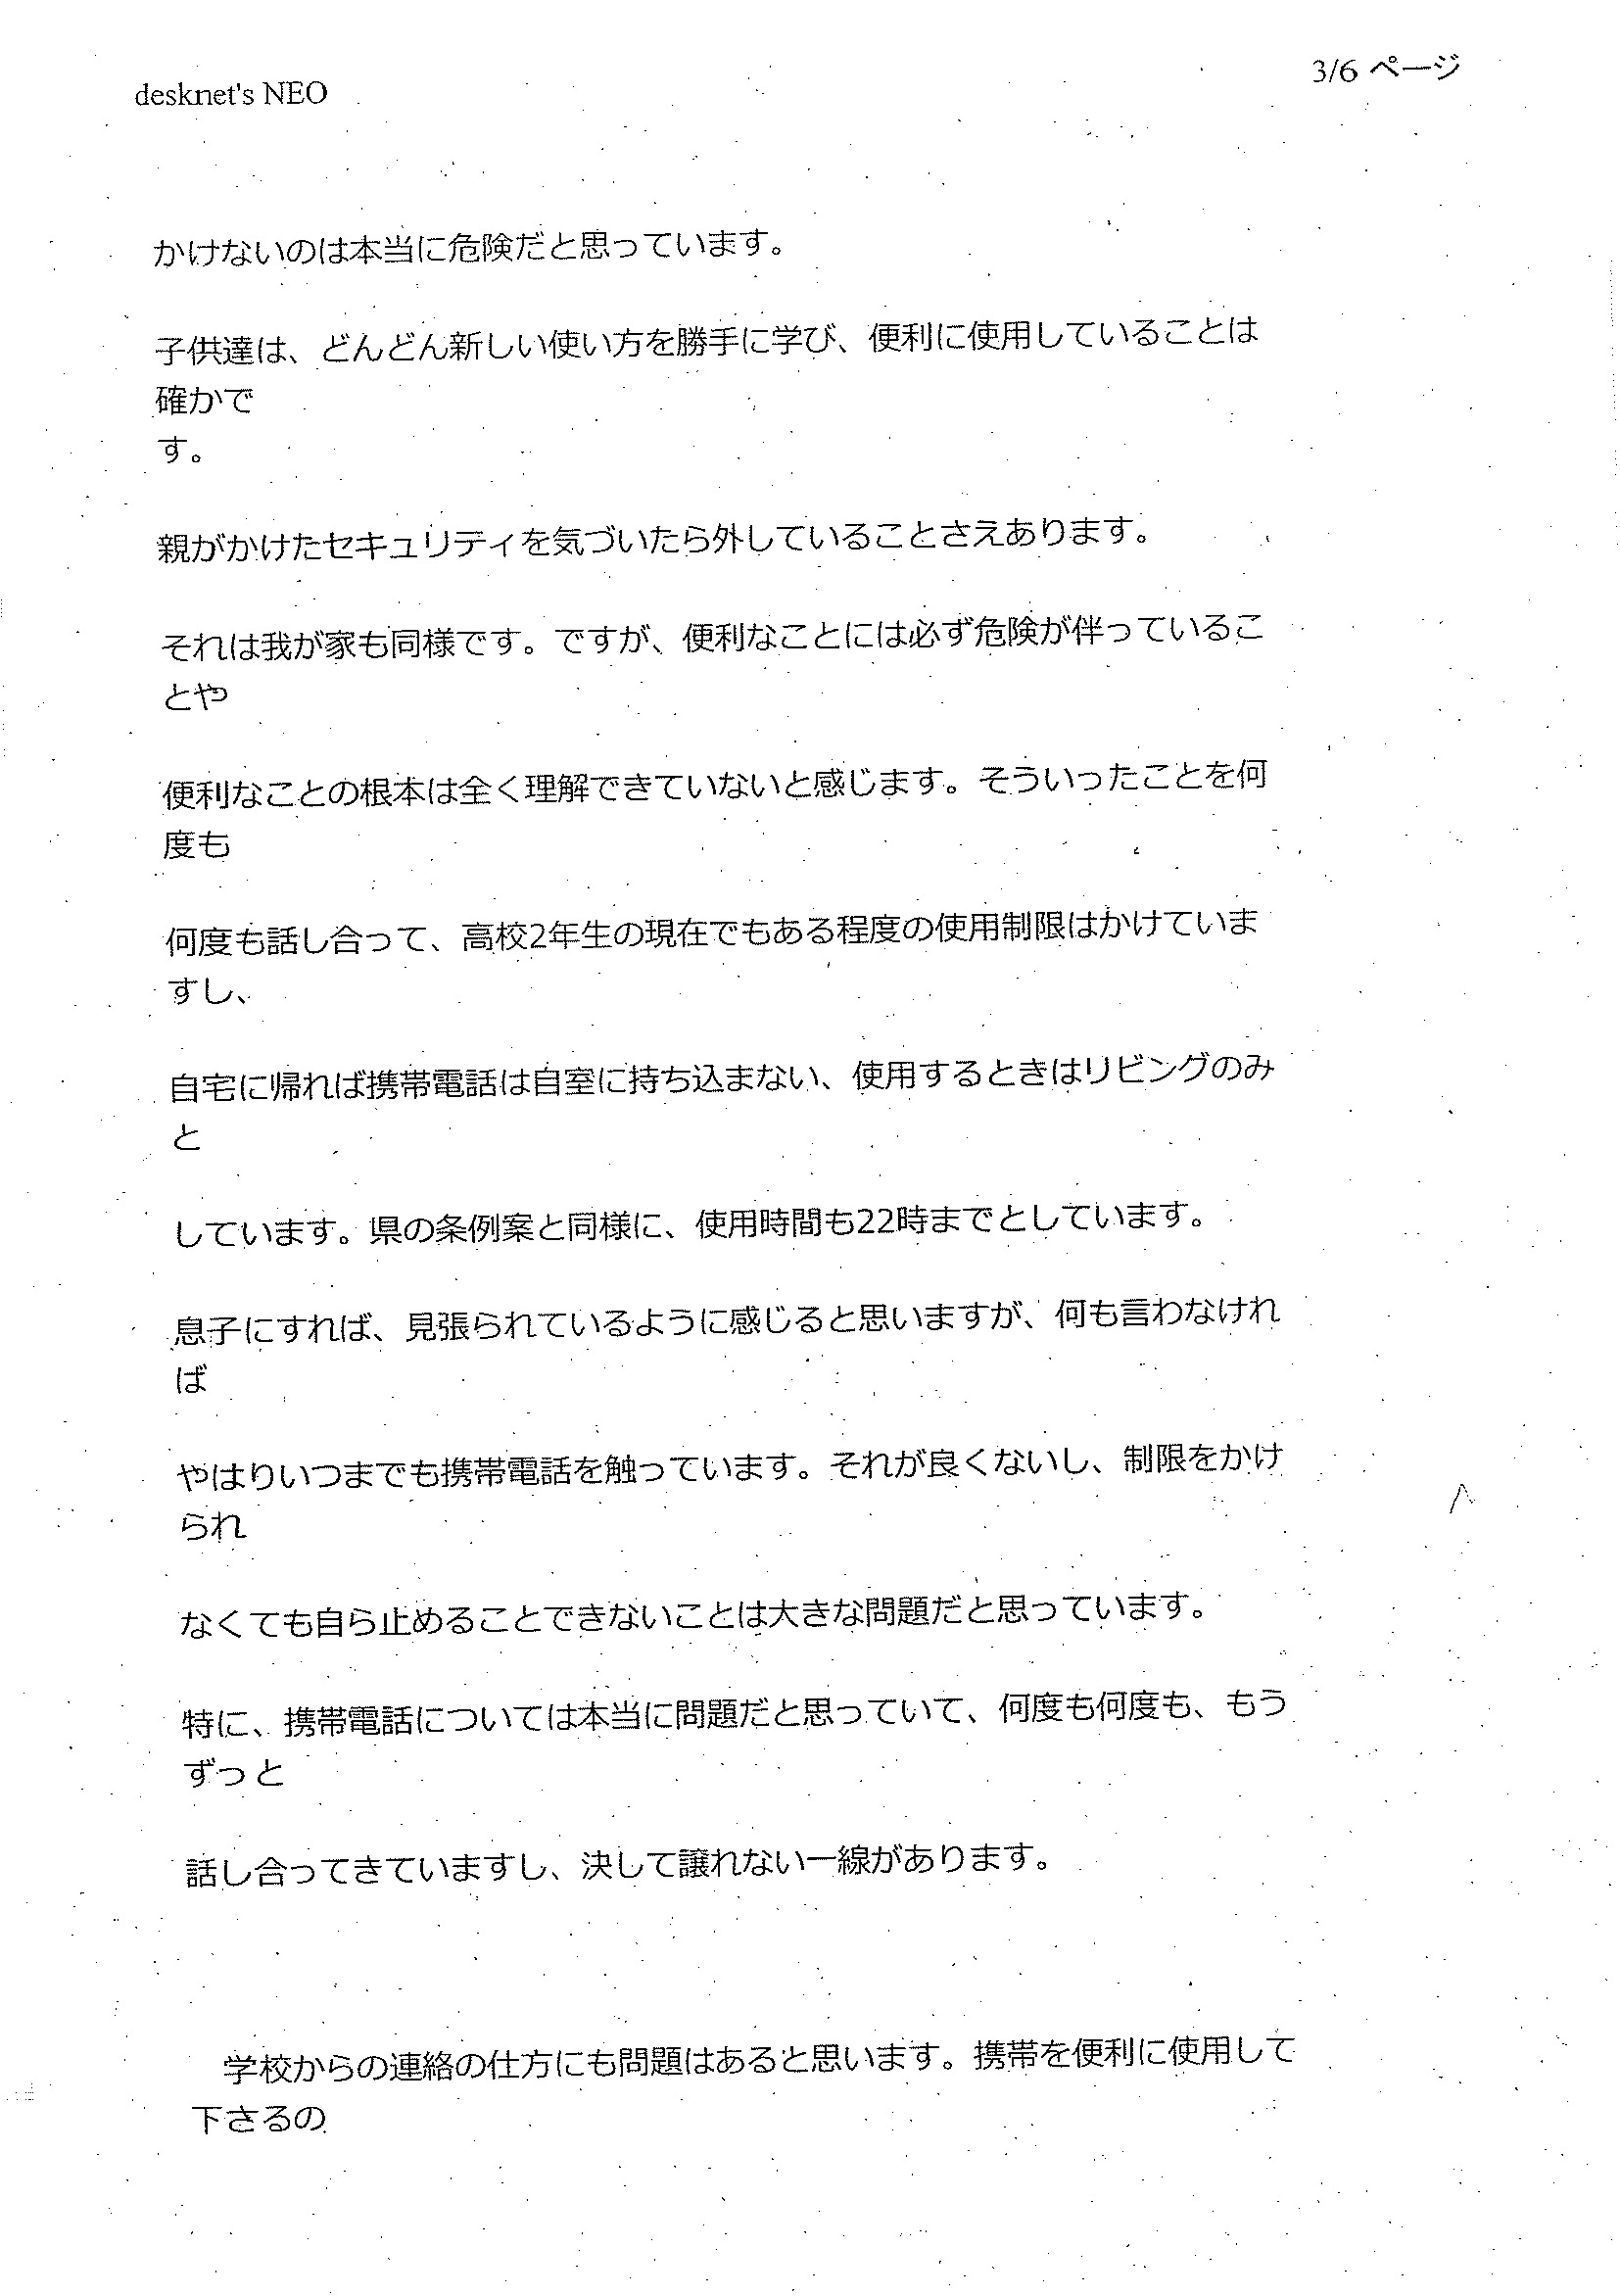 desknet's NEO
3/6 ページ
かけないのは本当に危険だと思っています。
子供達は、どんどん新しい使い方を勝手に学び、便利に使用していることは
確かで
す。
親がかけたセキュリティを気づいたら外していることさえあります。
それは我が家も同様です。ですが、便利なことには必ず危険が伴っているこ
とや
便利なことの根本は全く理解できていないと感じます。そういったことを何
度も
何度も話し合って、高校2年生の現在でもある程度の使用制限はかけていま
すし、
自宅に帰れば携帯電話は自室に持ち込まない、使用するときはリビングのみ
と
しています。県の条例案と同様に、使用時間も22時までとしています。
息子にすれば、見張られているように感じると思いますが、何も言わなけれ
ば
やはりいつまでも携帯電話を触っています。それが良くないし、制限をかけ
られ
なくても自ら止めることできないことは大きな問題だと思っています。
特に、携帯電話については本当に問題だと思っていて、何度も何度も、もう
ずっと
話し合ってきていますし、決して譲れない一線があります。
学校からの連絡の仕方にも問題はあると思います。携帯を便利に使用して
下さるの